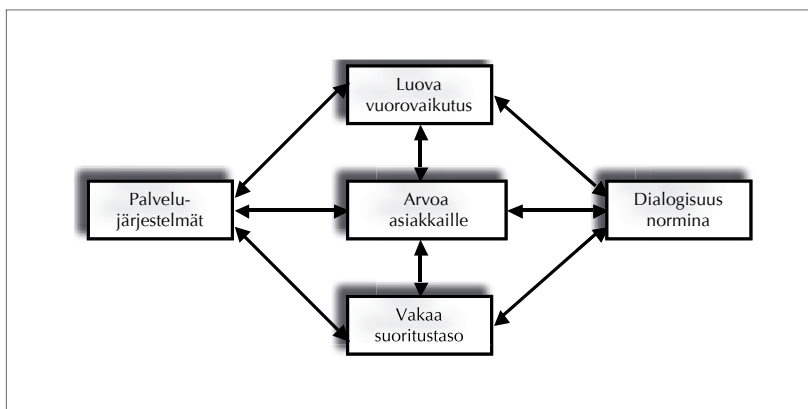 Luova
vuorovaikutus
Palvelu-
järjestelmät
Arvoa
asiakkaille
Dialogisuus
normina
Vakaa
suoritustaso